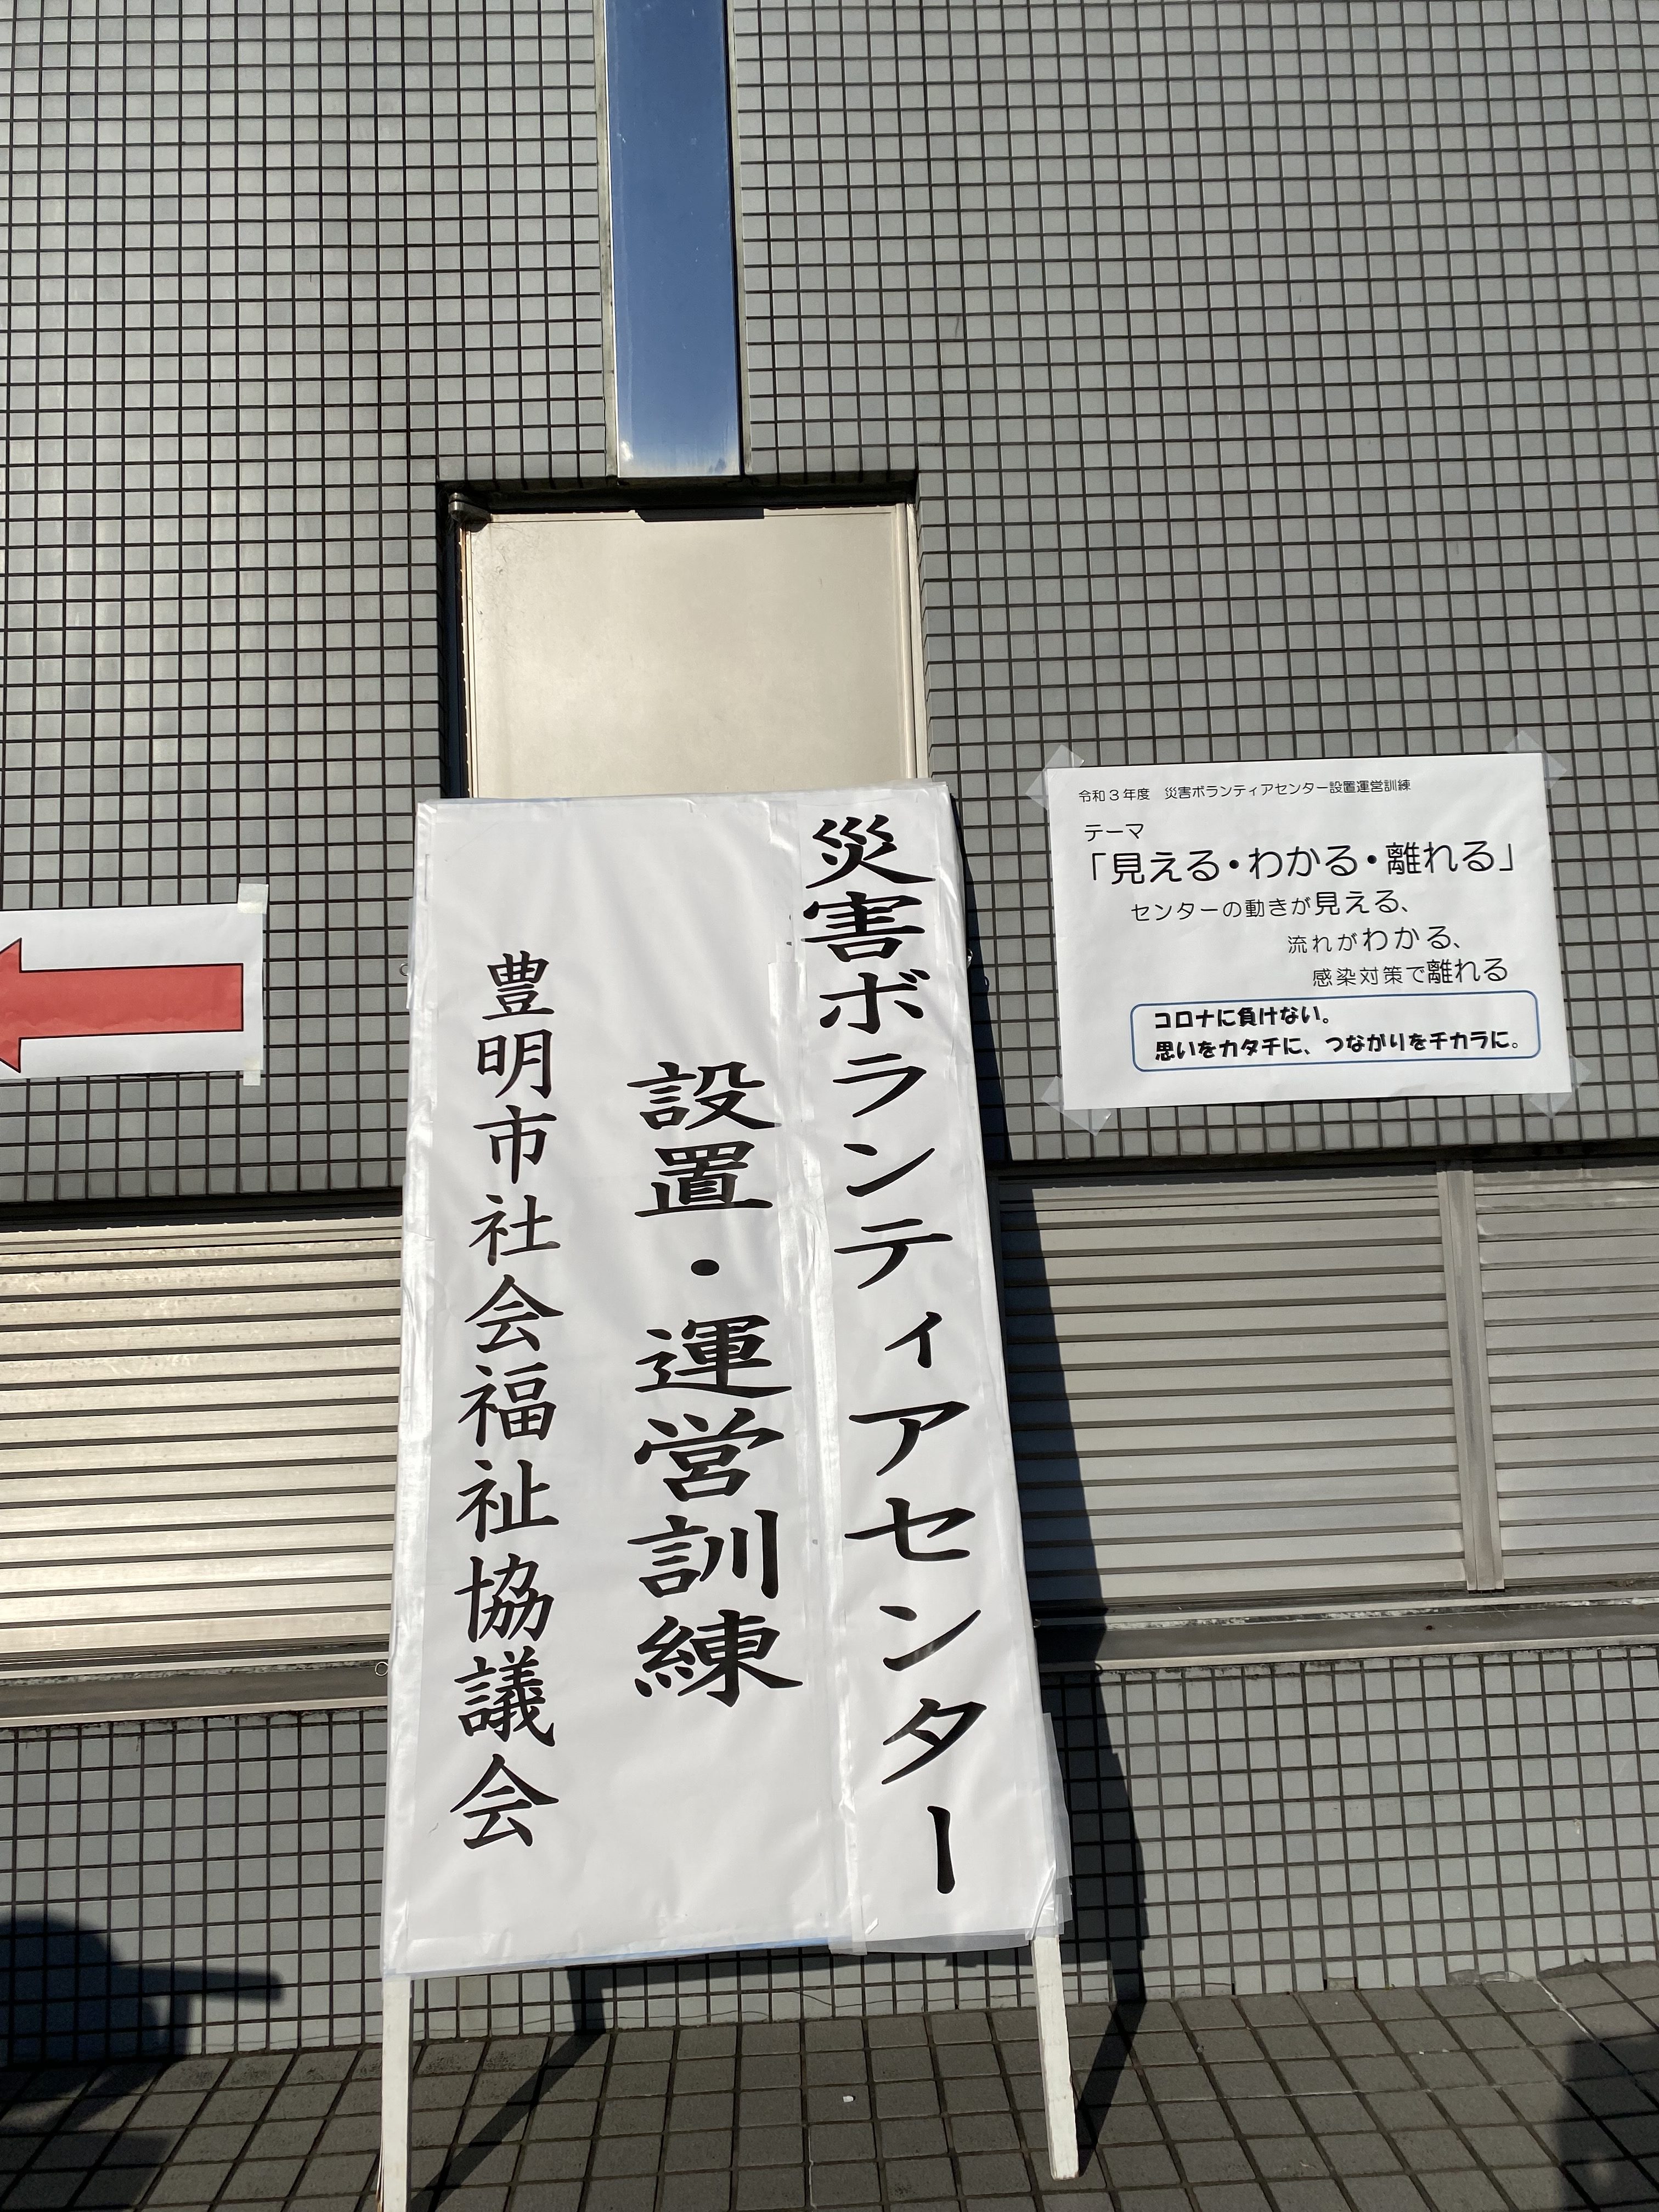 災害ボランティアセンター
設置・運営訓練
豊明市社会福祉協議会
令和3年度 災害ボランティアセンター設置運営訓練
テーマ
「見える・わかる・離れる」
センターの動きが見える、
流れがわかる、
感染対策で離れる
コロナに負けない。
思いをカタチに、つながりをチカラに。